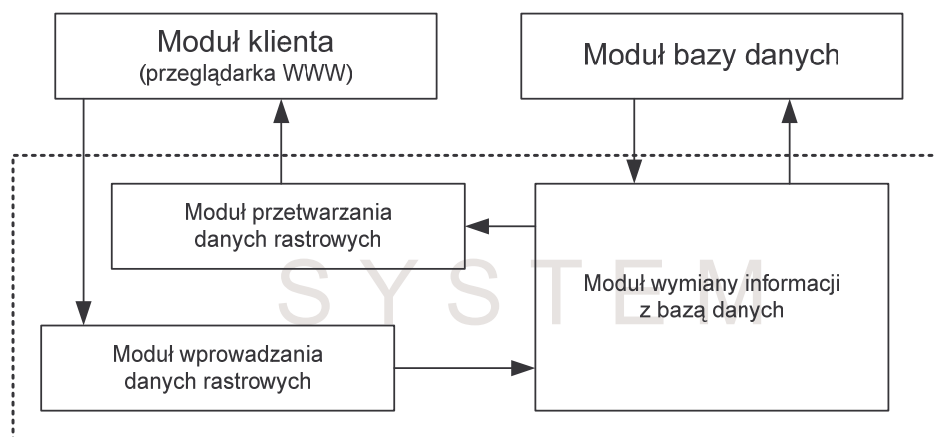 Moduł klienta
(przeglądarka WWW)
Moduł bazy danych
Moduł przetwarzania
danych rastrowych
SYSTEM
Moduł wymiany informacji
z bazą danych
Moduł wprowadzania
danych rastrowych